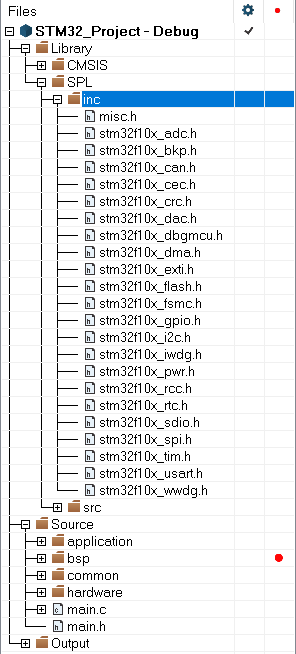 Files
STM32_Project - Debug
Library
CMSIS
SPL
inc
misc.h
stm32f10x_adc.h
stm32f10x_bkp.h
stm32f10x_can.h
stm32f10x_cec.h
stm32f10x_crc.h
stm32f10x_dac.h
stm32f10x_dbgmcu.h
stm32f10x_dma.h
stm32f10x_exti.h
stm32f10x_flash.h
stm32f10x_fsmc.h
stm32f10x_gpio.h
stm32f10x_i2c.h
stm32f10x_iwdg.h
stm32f10x_pwr.h
stm32f10x_rcc.h
stm32f10x_rtc.h
stm32f10x_sdio.h
stm32f10x_spi.h
stm32f10x_tim.h
stm32f10x_usart.h
stm32f10x_wwdg.h
src
Source
application
bsp
common
hardware
main.c
main.h
Output